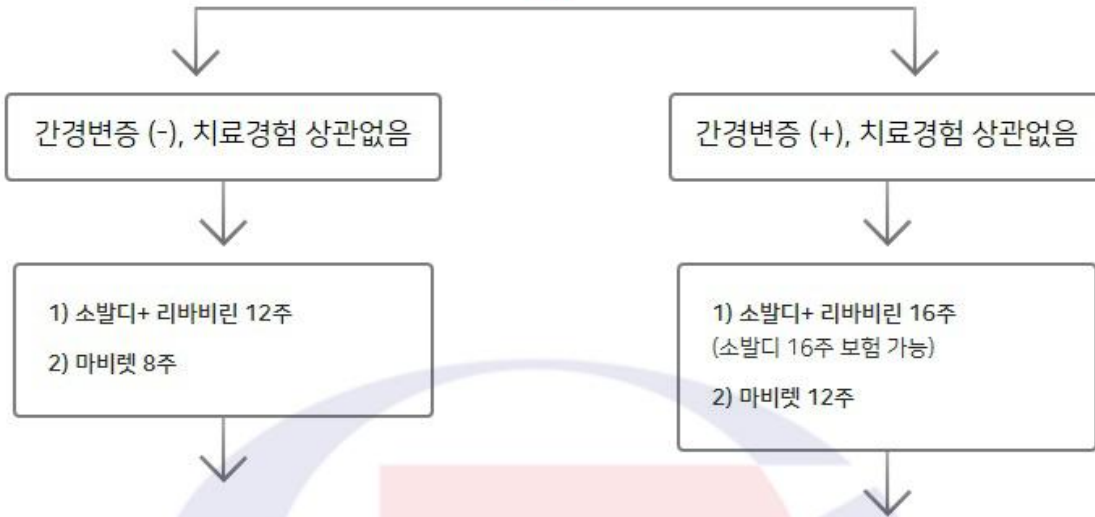 간경변증 (-), 치료경험 상관없음
1) 소발디+ 리바비린 12주
2) 마비렛 8주
간경변증 (+), 치료경험 상관없음
1) 소발디+ 리바비린 16주
(소발디 16주 보험 가능)
2) 마비렛 12주